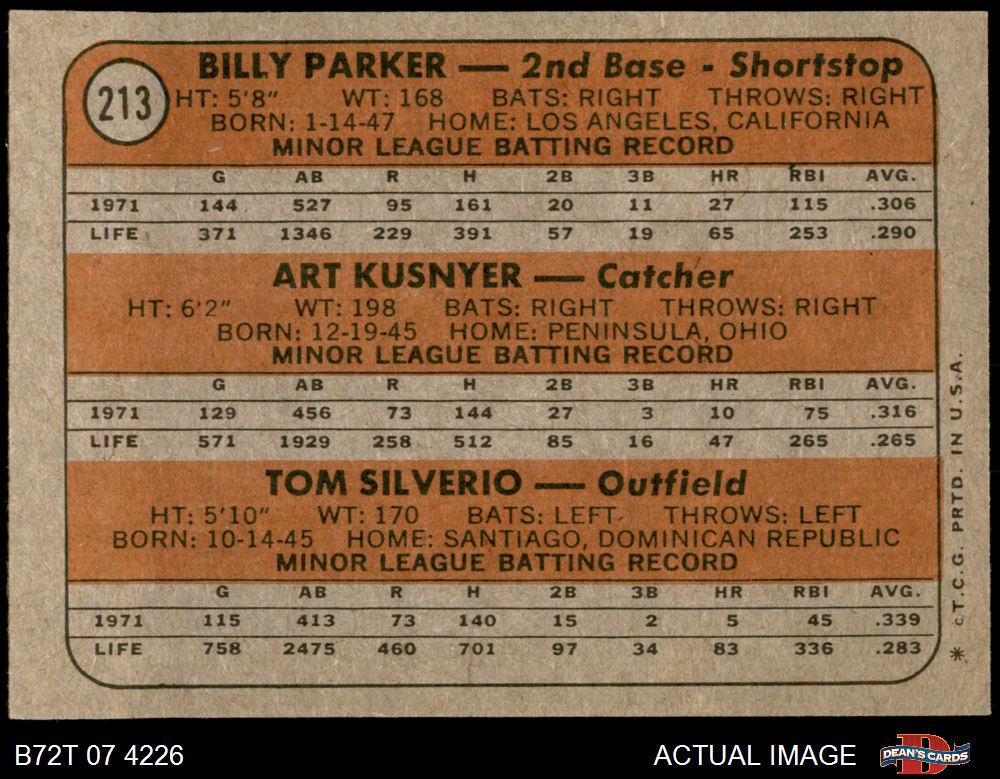 213
BILLY PARKER — 2nd Base - Shortstop
HT: 5'8" WT: 168 BATS: RIGHT THROWS: RIGHT
BORN: 1-14-47 HOME: LOS ANGELES, CALIFORNIA
MINOR LEAGUE BATTING RECORD
G AB R H 2B 3B HR RBI AVG.
1971 144 527 95 161 20 11 27 115 .306
LIFE 371 1346 229 391 57 19 65 253 .290
ART KUSNYER — Catcher
HT: 6'2" WT: 198 BATS: RIGHT THROWS: RIGHT
BORN: 12-19-45 HOME: PENINSULA, OHIO
MINOR LEAGUE BATTING RECORD
G AB R H 2B 3B HR RBI AVG.
1971 129 456 73 144 27 3 10 75 .316
LIFE 571 1929 258 512 85 16 47 265 .265
TOM SILVERIO — Outfield
HT: 5'10" WT: 170 BATS: LEFT THROWS: LEFT
BORN: 10-14-45 HOME: SANTIAGO, DOMINICAN REPUBLIC
MINOR LEAGUE BATTING RECORD
G AB R H 2B 3B HR RBI AVG.
1971 115 413 73 140 15 2 5 45 .339
LIFE 758 2475 460 701 97 34 83 336 .283
* c T.C.G. PRTD. IN U.S.A.
B72T 07 4226
ACTUAL IMAGE
D
DEAN'S CARDS